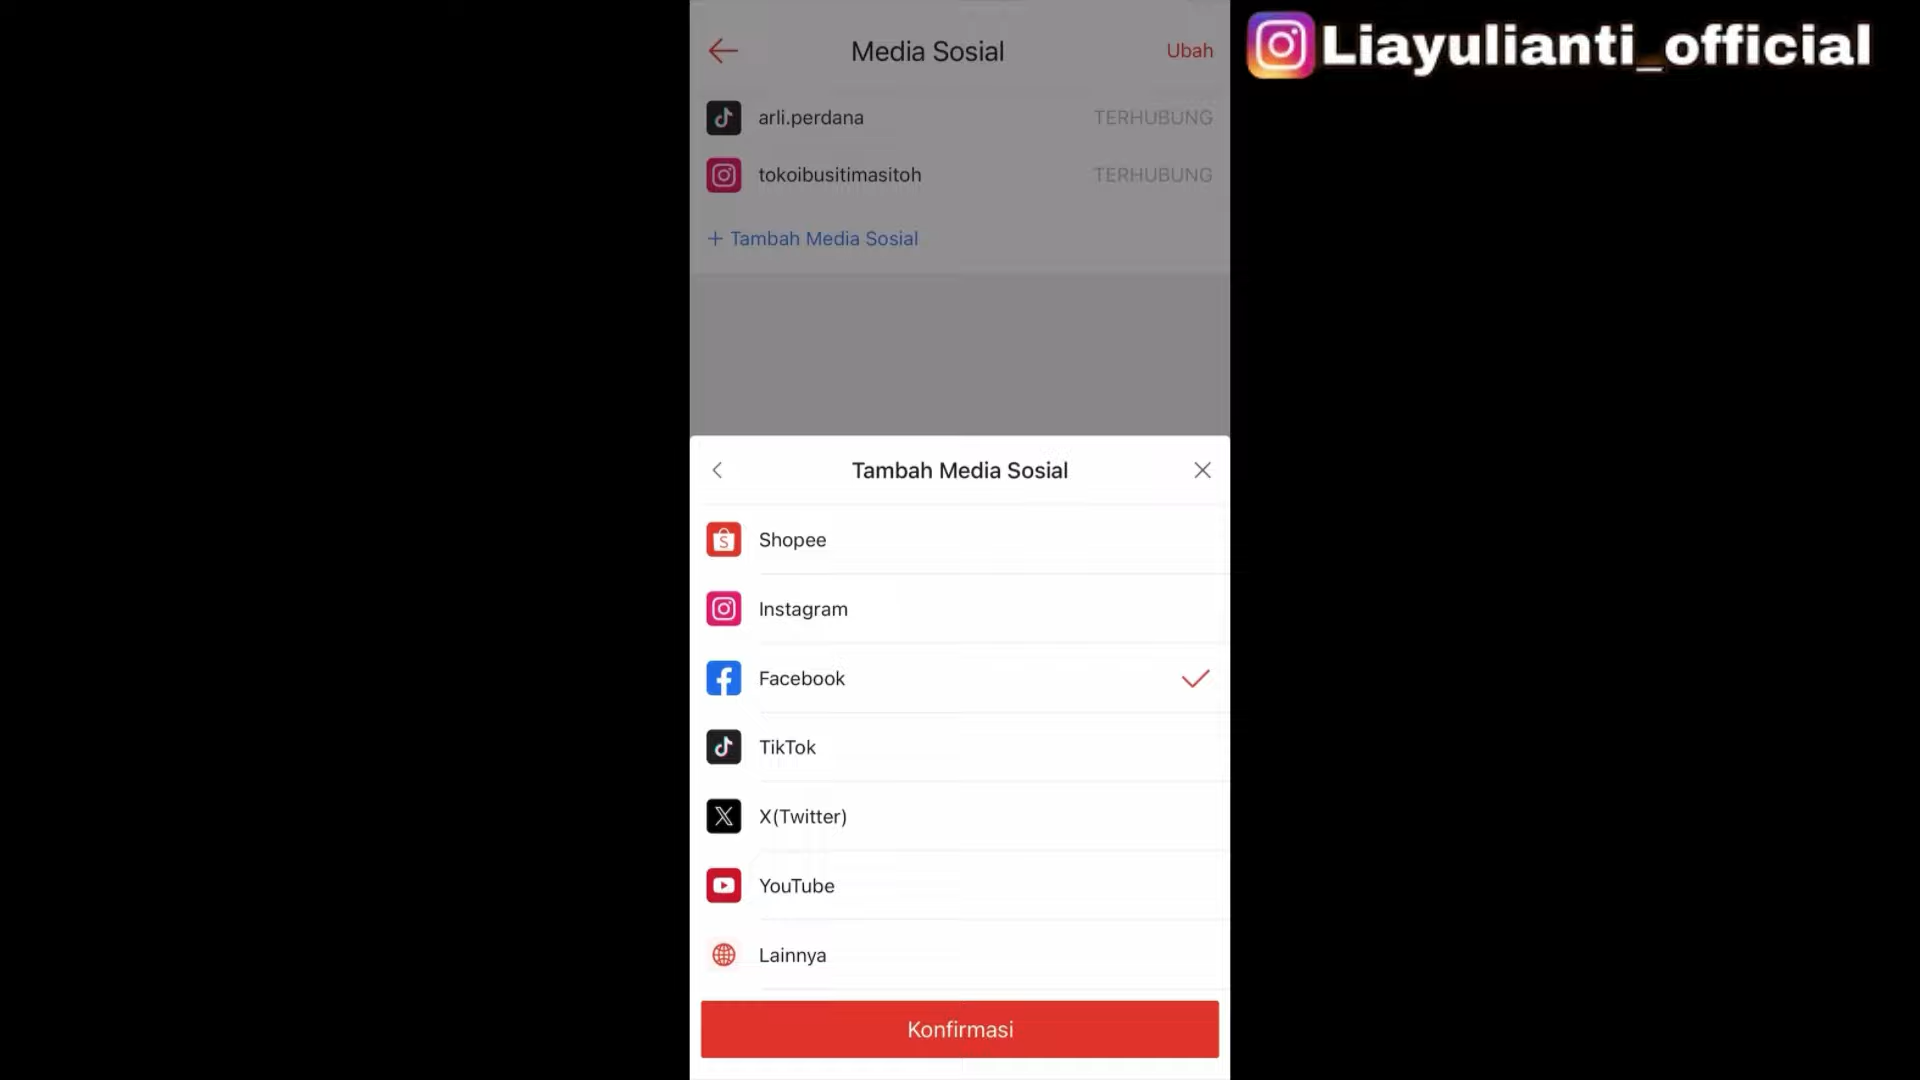 Media Sosial
Ubah
arli.perdana
TERHUBUNG
tokoibusitimasitoh
TERHUBUNG
+ Tambah Media Sosial
Tambah Media Sosial
Shopee
Instagram
Facebook
TikTok
X(Twitter)
YouTube
Lainnya
Konfirmasi
Liayulianti_official